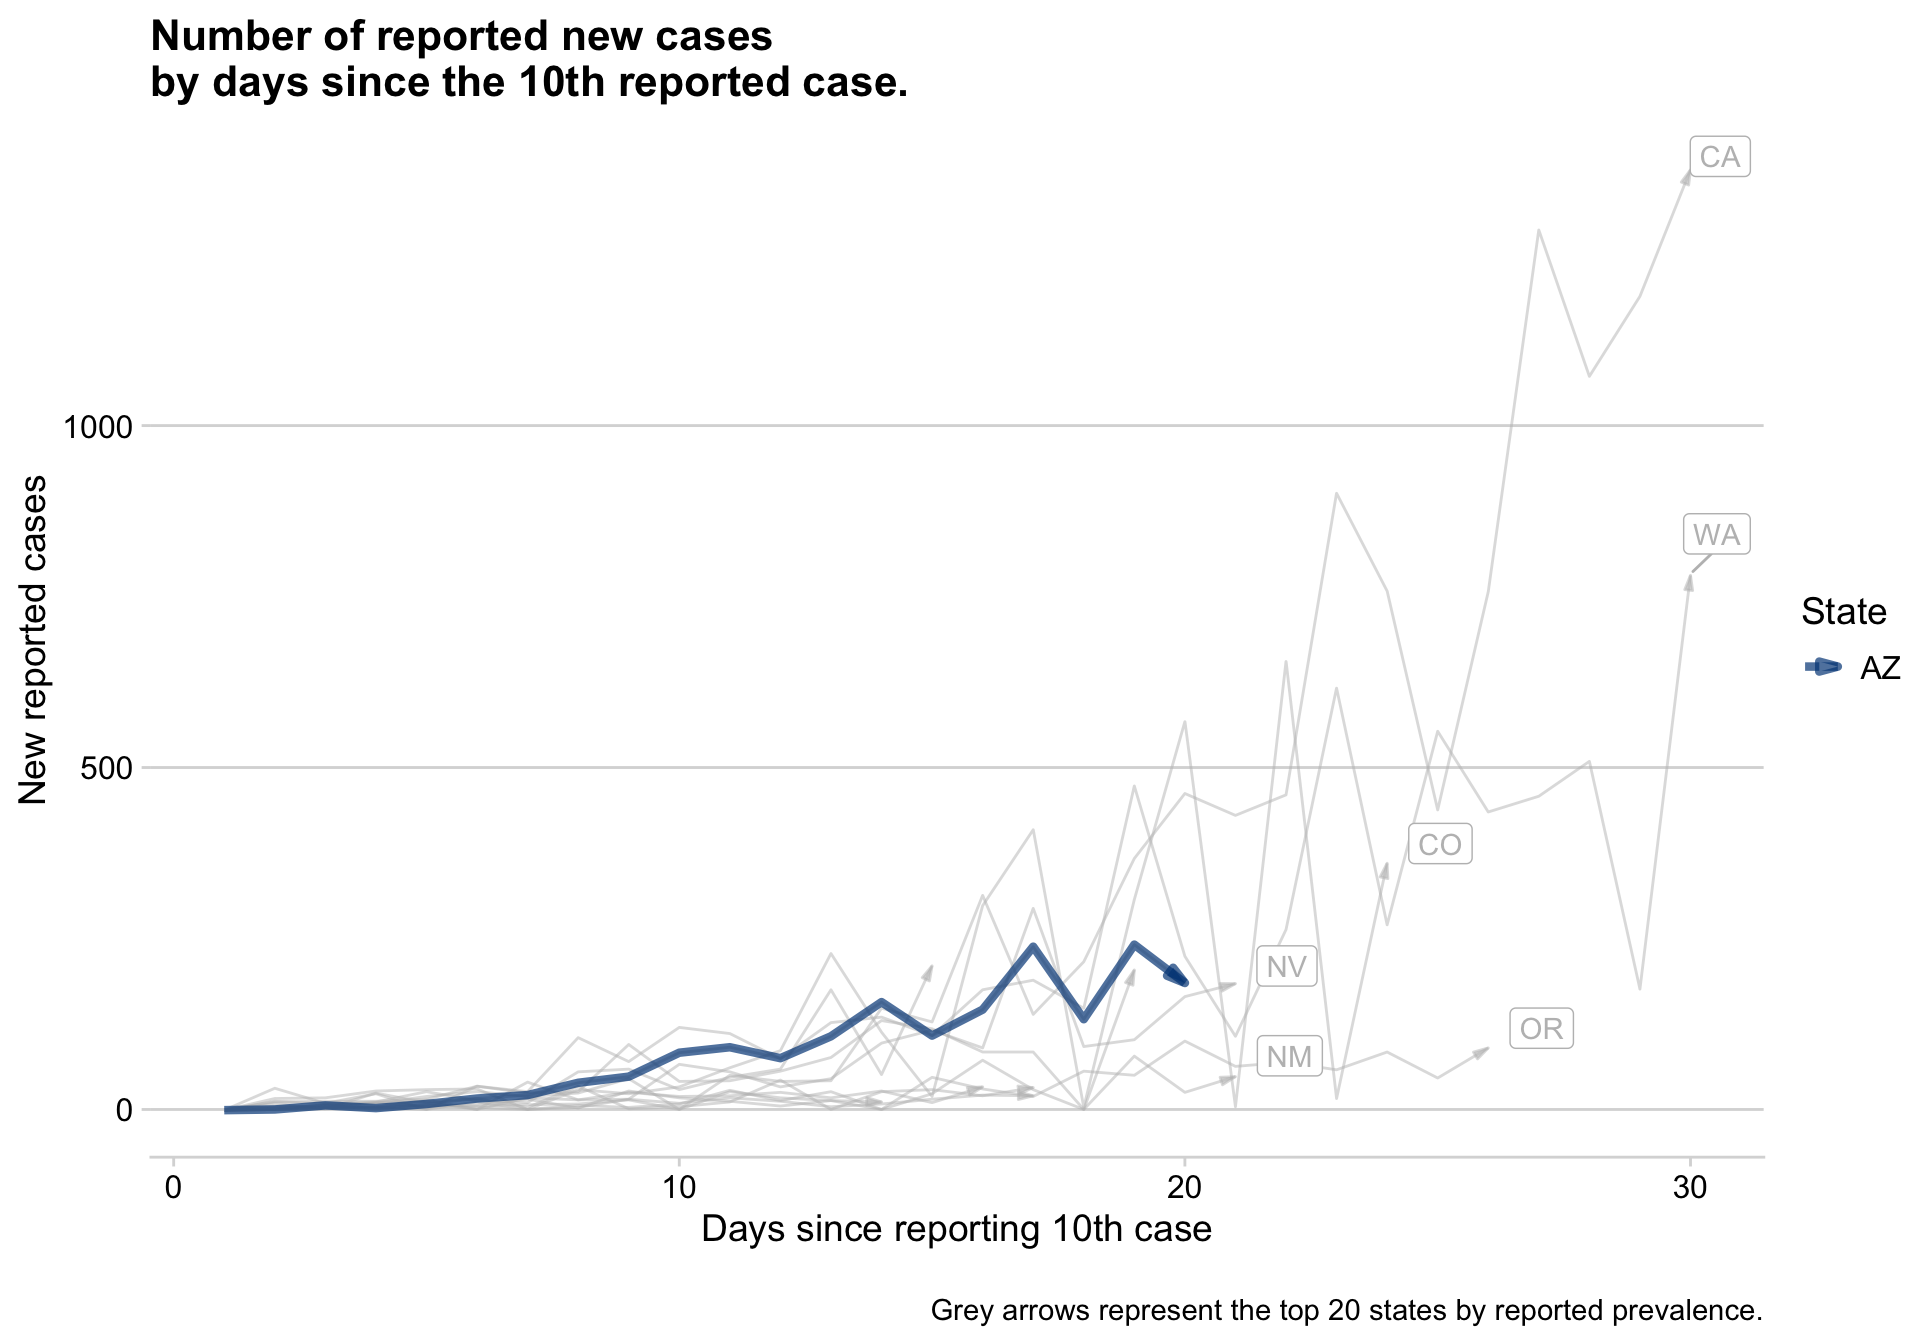 Number of reported new cases
by days since the 10th reported case.
CA
1000
WA
New reported cases
State
AZ
500
CO
NV
OR
NM
0
0
10
20
30
Days since reporting 10th case
Grey arrows represent the top 20 states by reported prevalence.